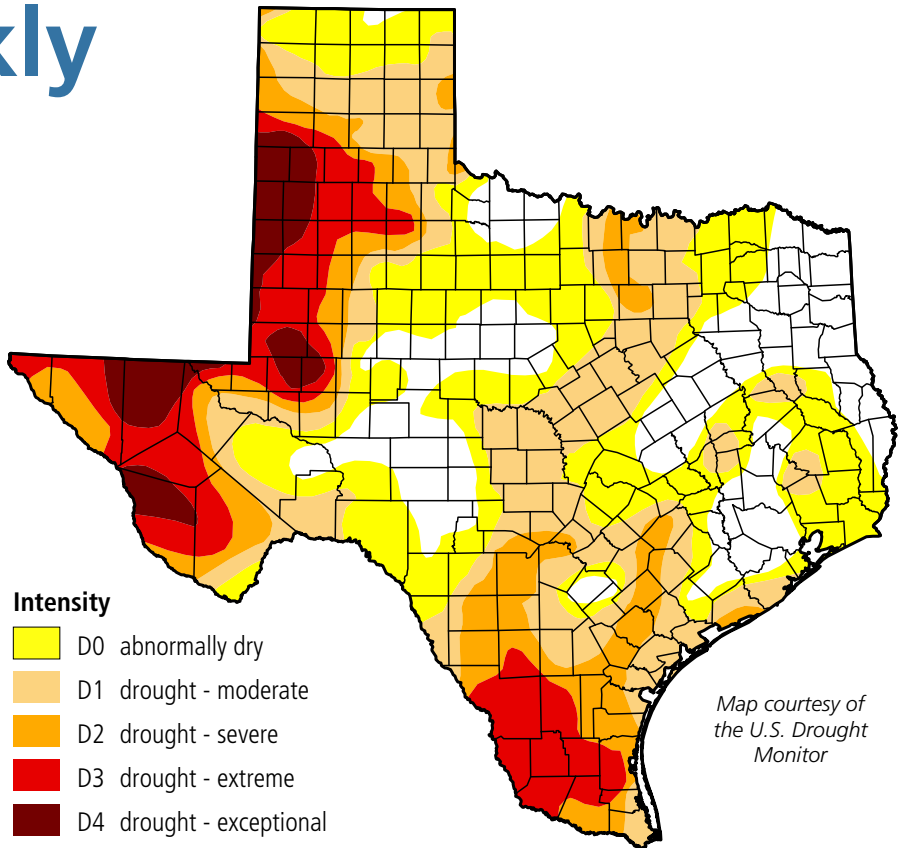 kly
Intensity
D0 abnormally dry
D1 drought - moderate
D2 drought - severe
D3 drought - extreme
D4 drought - exceptional
Map courtesy of
the U.S. Drought
Monitor